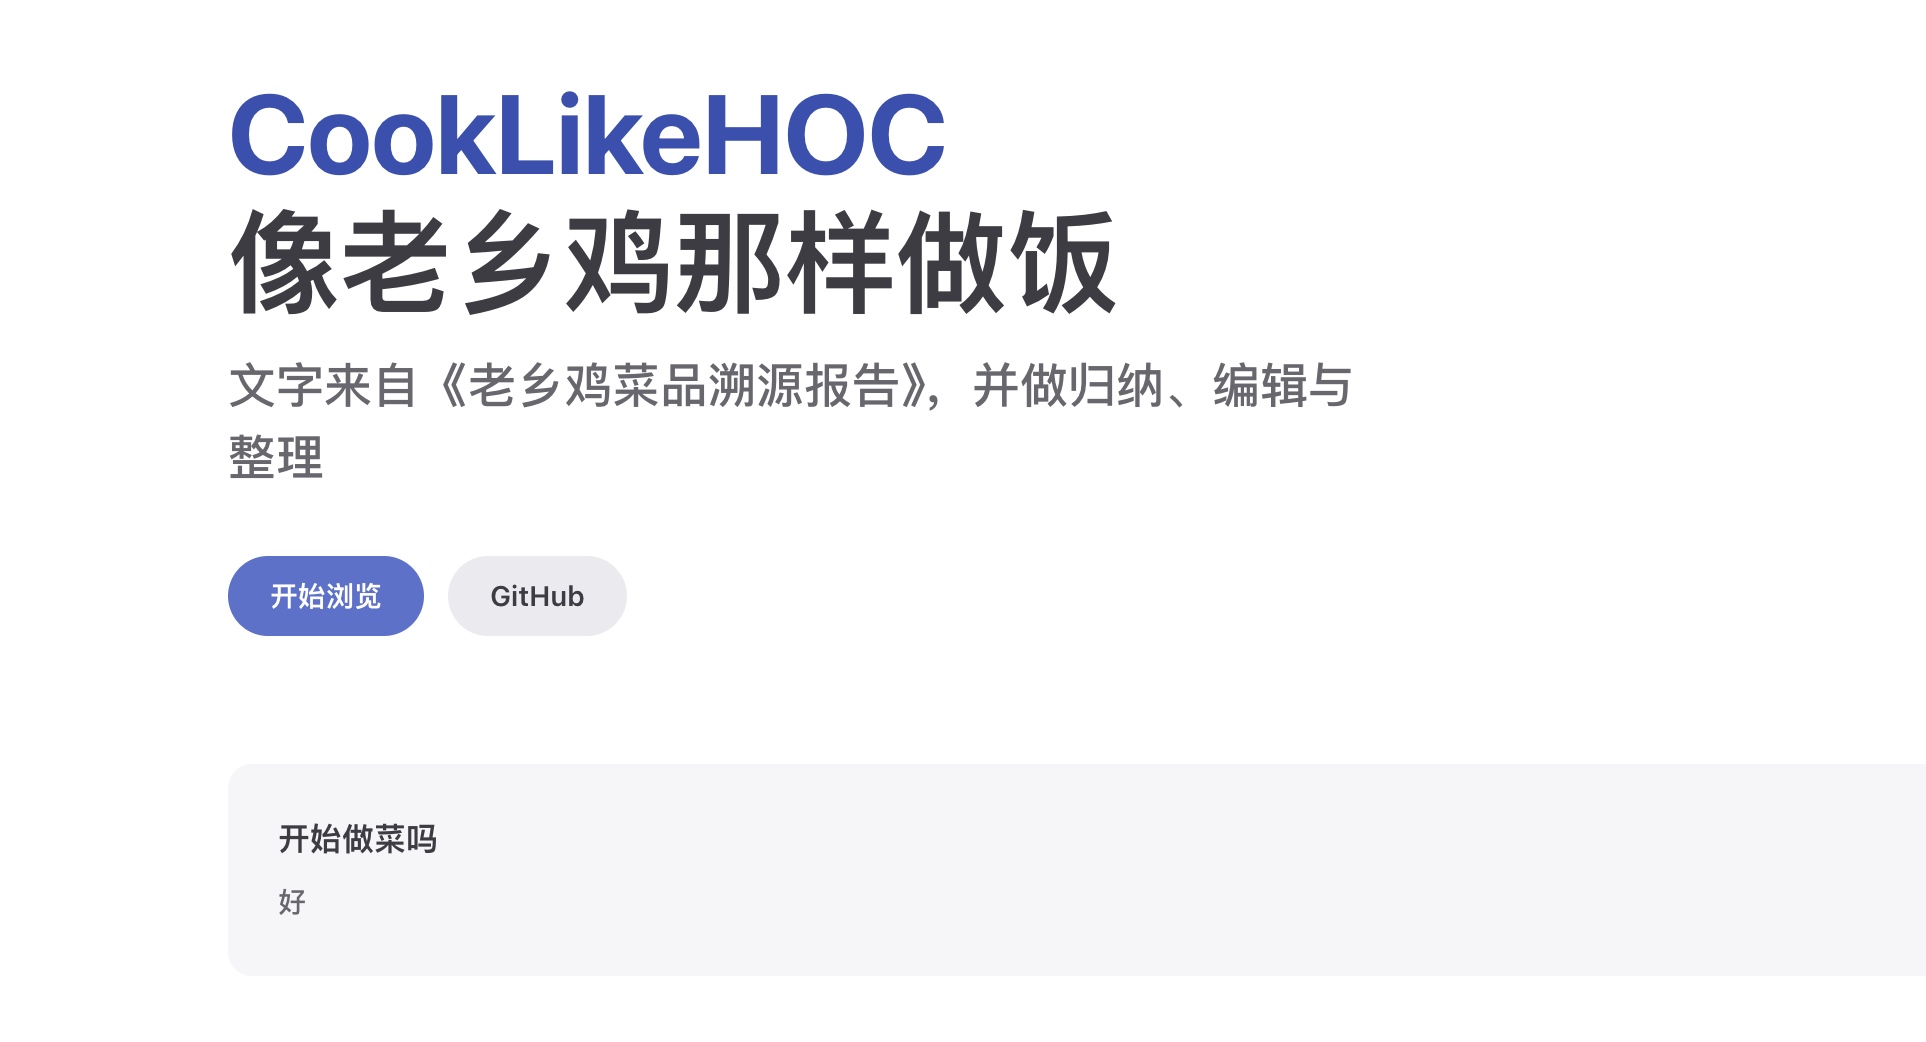 CookLikeHOC
像老乡鸡那样做饭
文字来自《老乡鸡菜品溯源报告》，并做归纳、编辑与
整理
开始浏览
GitHub
开始做菜吗
好